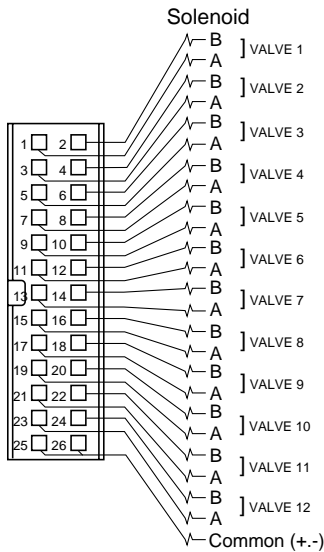 Solenoid
B
A
] VALVE 1
B
A
] VALVE 2
B
A
] VALVE 3
B
A
] VALVE 4
B
A
] VALVE 5
B
A
] VALVE 6
B
A
] VALVE 7
B
A
] VALVE 8
B
A
] VALVE 9
B
A
] VALVE 10
B
A
] VALVE 11
B
A
] VALVE 12
Common (+.-)
1 2
3 4
5 6
7 8
9 10
11 12
13 14
15 16
17 18
19 20
21 22
23 24
25 26